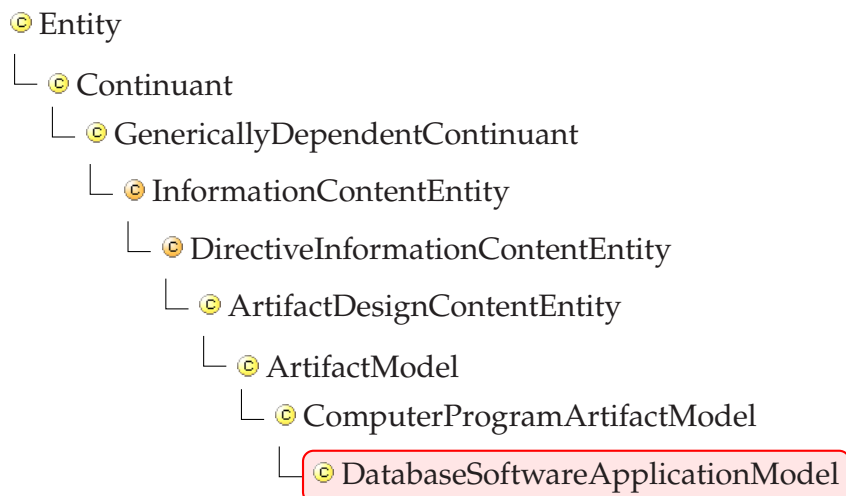 C Entity
C Continuant
C GenericallyDependentContinuant
C InformationContentEntity
C DirectiveInformationContentEntity
C ArtifactDesignContentEntity
C ArtifactModel
C ComputerProgramArtifactModel
C DatabaseSoftwareApplicationModel